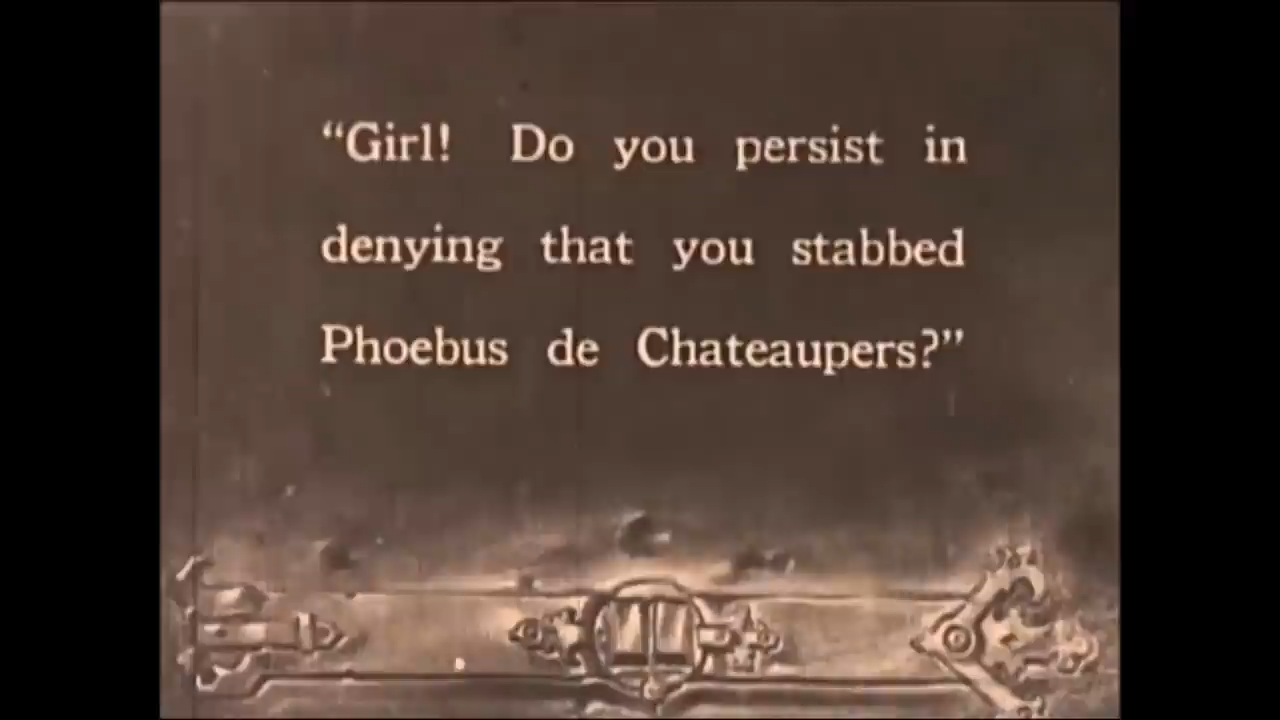 “Girl! Do you persist in
denying that you stabbed
Phoebus de Chateaupers?”